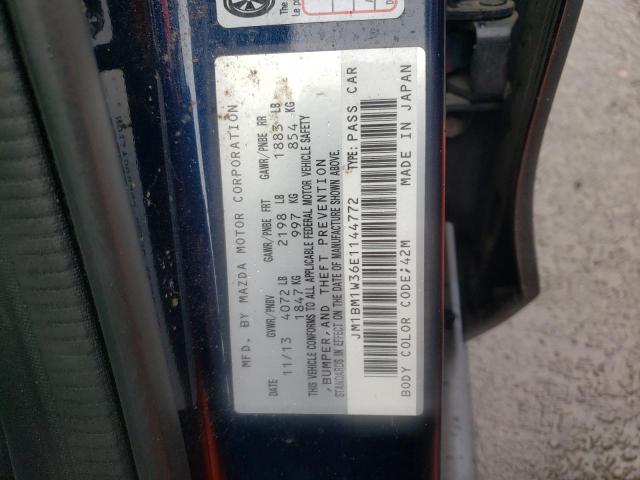 MFD. BY MAZDA MOTOR CORPORATION
DATE GVWR/PNBV GAWR/PNBE FRT GAWR/PNBE RR
11/13 4072 LB 2198 LB 1883 LB
1847 KG 997 KG 854 KG
THIS VEHICLE CONFORMS TO ALL APPLICABLE FEDERAL MOTOR VEHICLE SAFETY
,BUMPER,AND THEFT PREVENTION
STANDARDS IN EFFECT ON THE DATE OF MANUFACTURE SHOWN ABOVE.
JM1BM1W36E1144772 TYPE: PASS CAR
BODY COLOR CODE;42M MADE IN JAPAN
The
Le